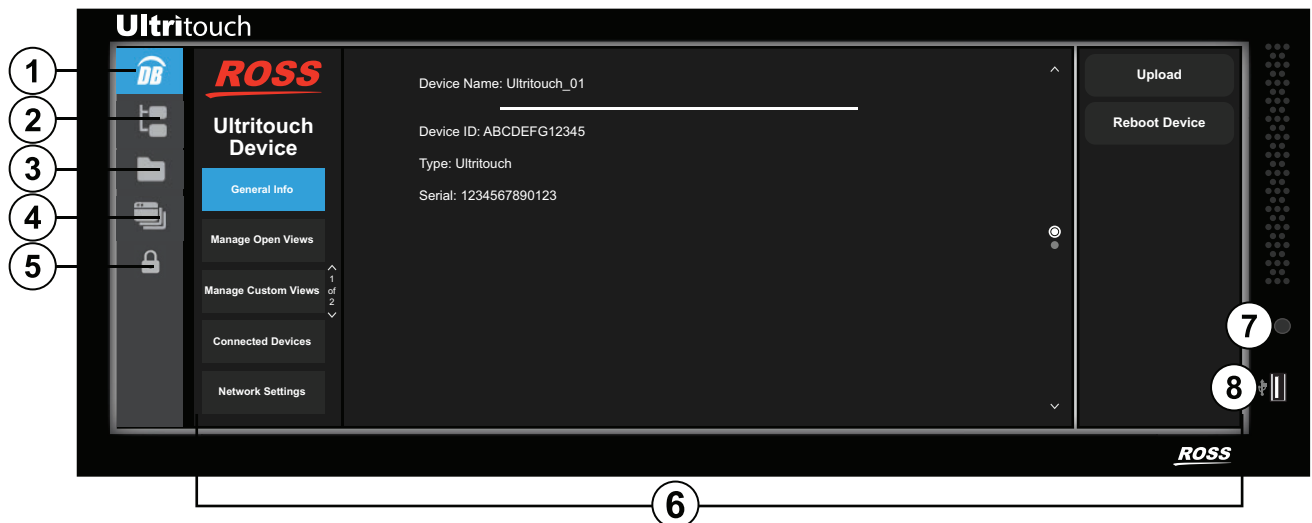 Ultritouch
1
DB
2
3
4
5
ROSS
Ultritouch
Device
General Info
Manage Open Views
Manage Custom Views
Connected Devices
Network Settings
1
of
2
Device Name: Ultritouch_01
Device ID: ABCDEFG12345
Type: Ultritouch
Serial: 1234567890123
Upload
Reboot Device
7
8
ROSS
6